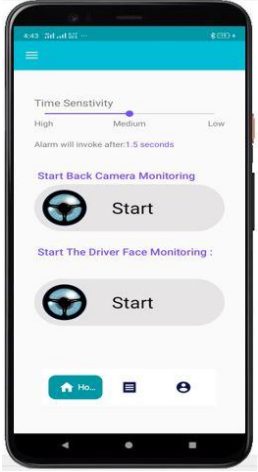 4:43
Time Senstivity
High Medium Low
Alarm will invoke after:1.5 seconds
Start Back Camera Monitoring
Start
Start The Driver Face Monitoring :
Start
Ho...